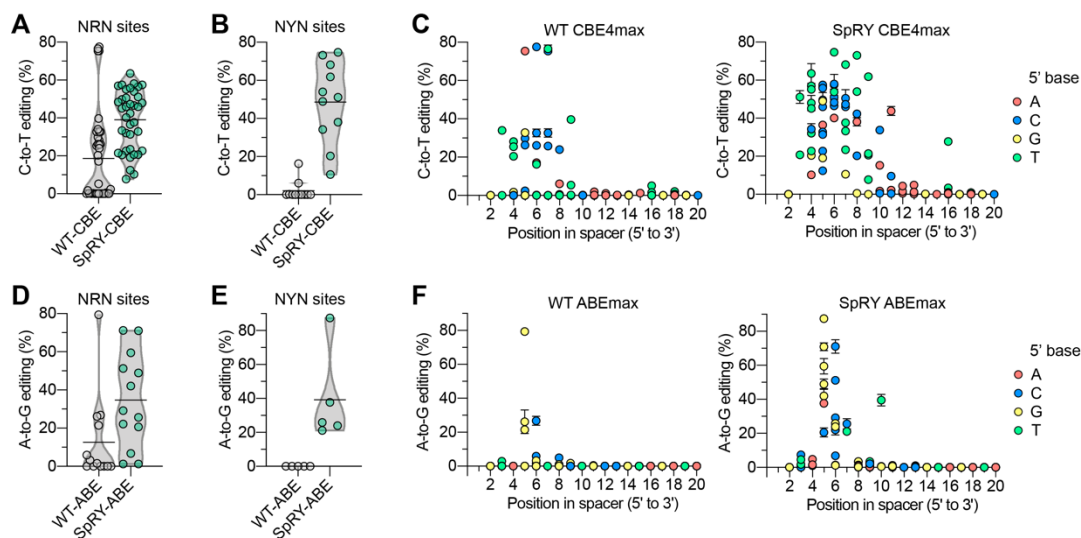 A
NRN sites
C-to-T editing (%)
80
60
40
20
0
WT-CBE
SpRY-CBE
B
NYN sites
C-to-T editing (%)
80
60
40
20
0
WT-CBE
SpRY-CBE
C
WT CBE4max
C-to-T editing (%)
80
60
40
20
0
2 4 6 8 10 12 14 16 18 20
Position in spacer (5' to 3')
SpRY CBE4max
C-to-T editing (%)
80
60
40
20
0
2 4 6 8 10 12 14 16 18 20
Position in spacer (5' to 3')
5' base
A
C
G
T
D
NRN sites
A-to-G editing (%)
80
60
40
20
0
WT-ABE
SpRY-ABE
E
NYN sites
A-to-G editing (%)
80
60
40
20
0
WT-ABE
SpRY-ABE
F
WT ABEmax
A-to-G editing (%)
80
60
40
20
0
2 4 6 8 10 12 14 16 18 20
Position in spacer (5' to 3')
SpRY ABEmax
A-to-G editing (%)
80
60
40
20
0
2 4 6 8 10 12 14 16 18 20
Position in spacer (5' to 3')
5' base
A
C
G
T